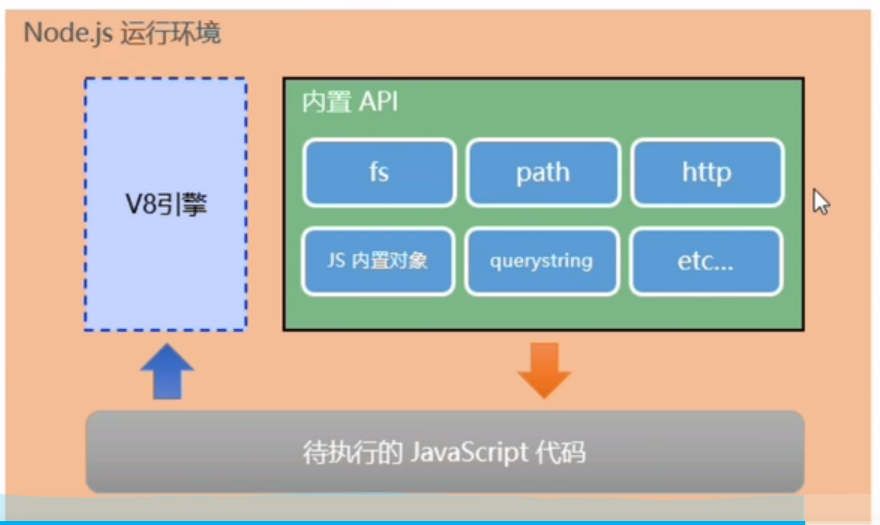 Node.js 运行环境
内置 API
V8引擎
fs
path
http
JS 内置对象
querystring
etc...
待执行的 JavaScript 代码